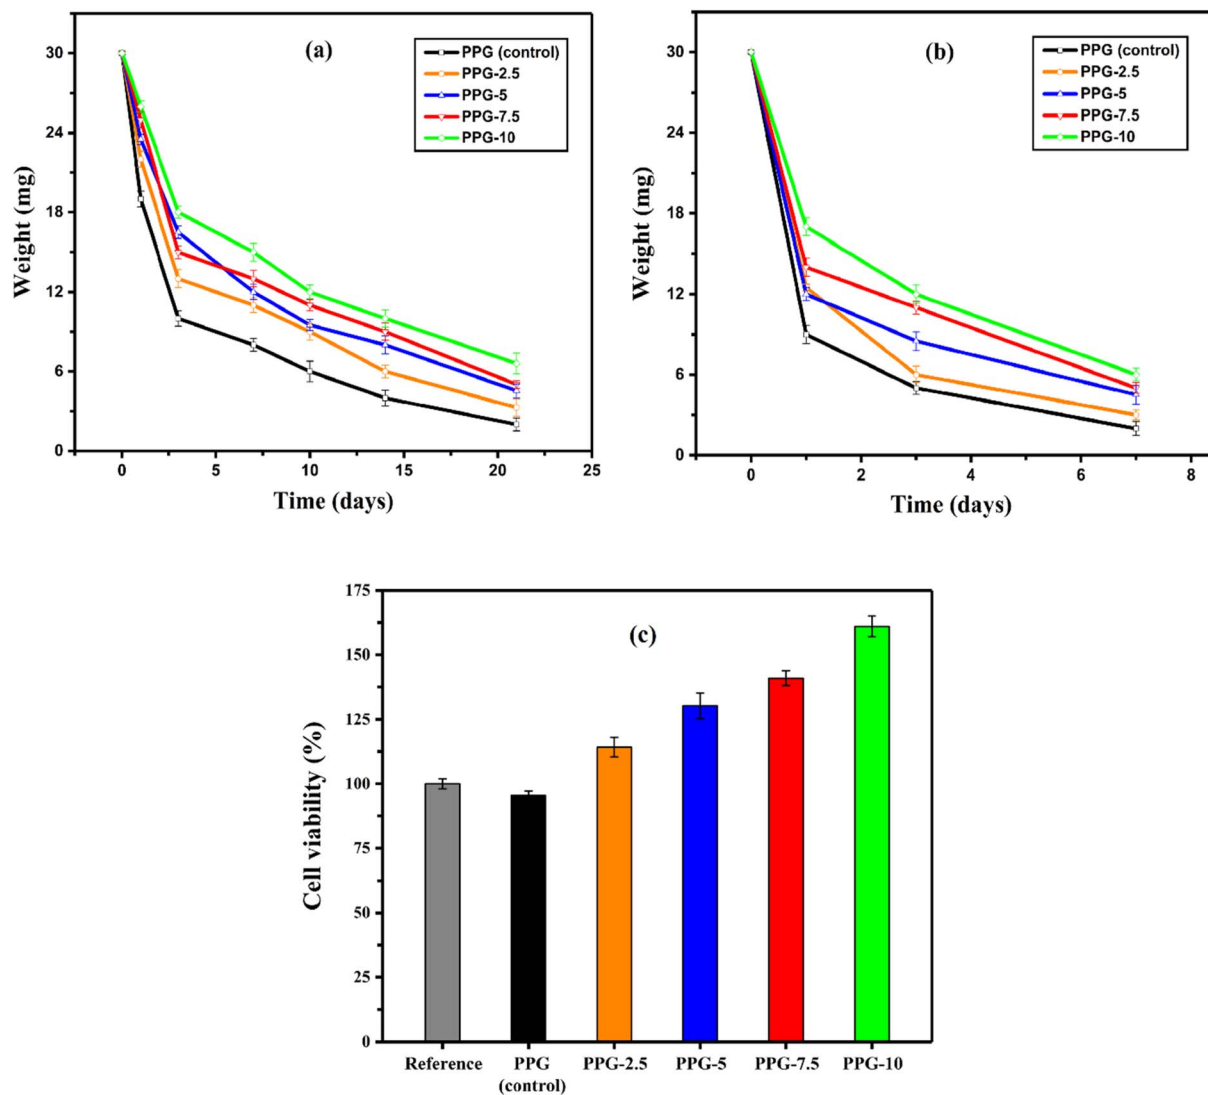 (a)
PPG (control)
PPG-2.5
PPG-5
PPG-7.5
PPG-10
30
24
18
12
6
0
Weight (mg)
0 5 10 15 20 25
Time (days)
(b)
PPG (control)
PPG-2.5
PPG-5
PPG-7.5
PPG-10
30
24
18
12
6
0
Weight (mg)
0 2 4 6 8
Time (days)
(c)
175
150
125
100
75
50
25
0
Cell viability (%)
Reference PPG PPG-2.5 PPG-5 PPG-7.5 PPG-10
(control)